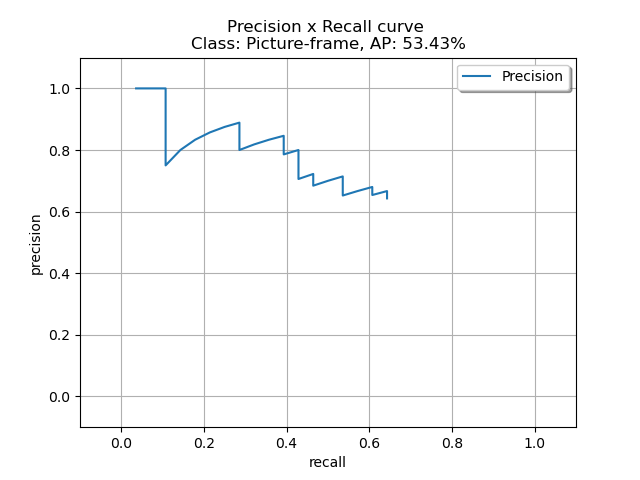 Precision x Recall curve
Class: Picture-frame, AP: 53.43%
Precision
1.0
0.8
0.6
0.4
0.2
0.0
precision
0.0 0.2 0.4 0.6 0.8 1.0
recall